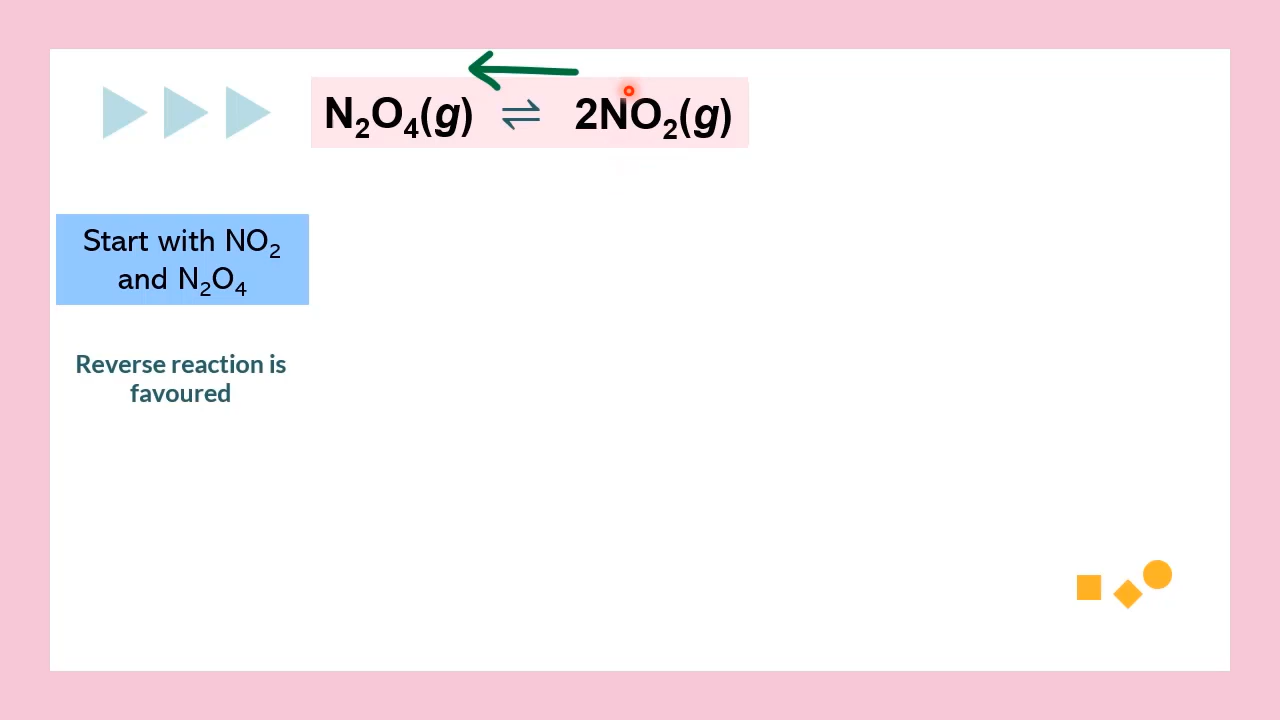 N₂O₄(g) ⇌ 2NO₂(g)
Start with NO₂
and N₂O₄
Reverse reaction is
favoured